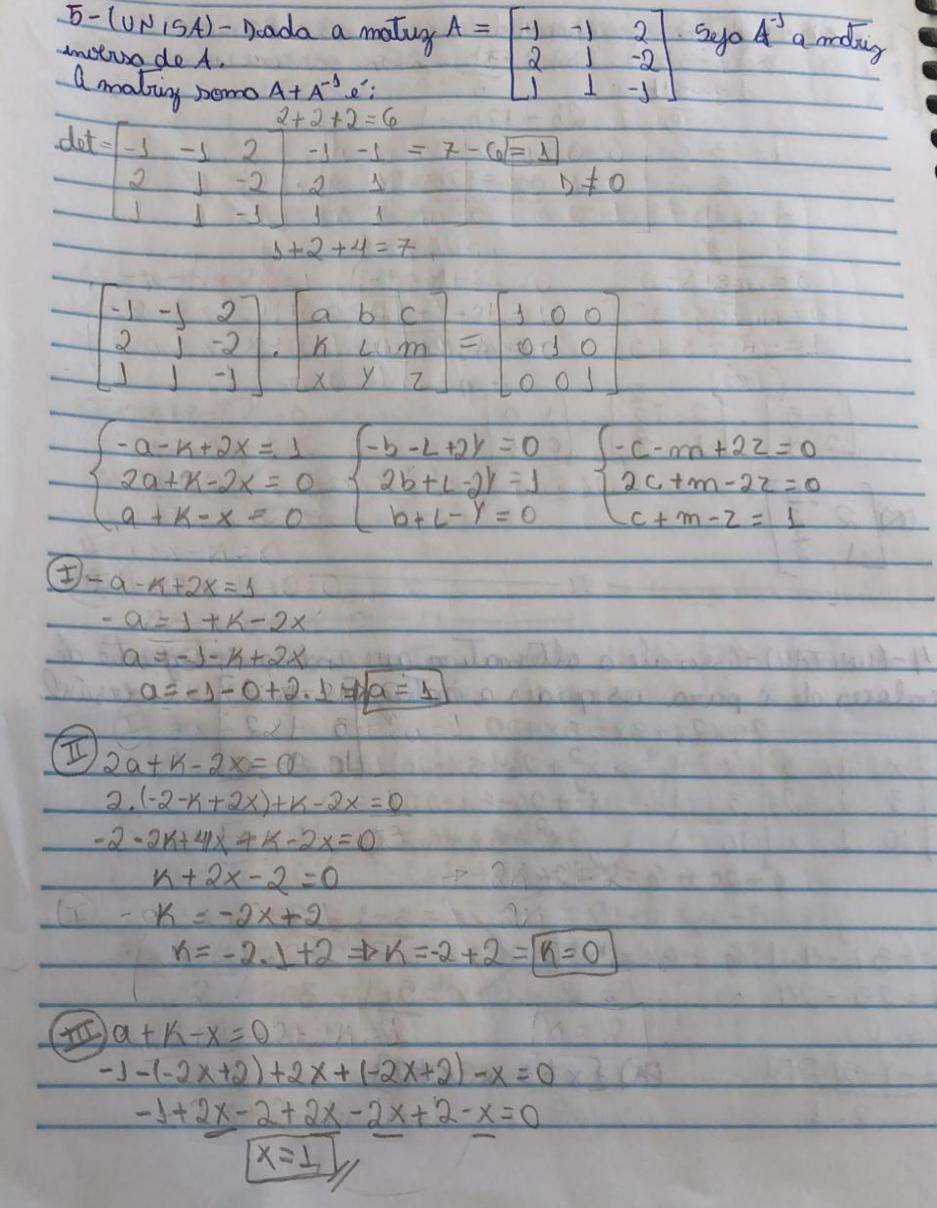 5-(UNISA)- Dada a matriz A = [-1 -1 2 . Seja A⁻¹ a matriz
inversa de A. 2 1 -2
A matriz soma A+A⁻¹ é: 1 1 -1]
2+2+2=6
det=[-1 -1 2 -1 -1 = 7-6=1
2 1 -2 2 1 D≠0
1 1 -1] 1 1
1+2+4=7
[-1 -1 2 [a b c [1 0 0
2 1 -2 . K L m = 0 1 0
1 1 -1] x y z] 0 0 1]
{-a-K+2x=1 {-b-L+2y=0 {-c-m+2z=0
2a+K-2x=0 2b+L-2y=1 2c+m-2z=0
a+K-x=0 b+L-y=0 c+m-z=1
I -a-K+2x=1
-a=1+K-2x
a=-1-K+2x
a=-1-0+2.1⇒a=1
II 2a+K-2x=0
2.(-2-K+2x)+K-2x=0
-2-2K+4x+K-2x=0
K+2x-2=0
K=-2x+2
K=-2.1+2⇒K=-2+2=K=0
III a+K-x=0
-1-(-2x+2)+2x+(-2x+2)-x=0
-1+2x-2+2x-2x+2-x=0
x=1//